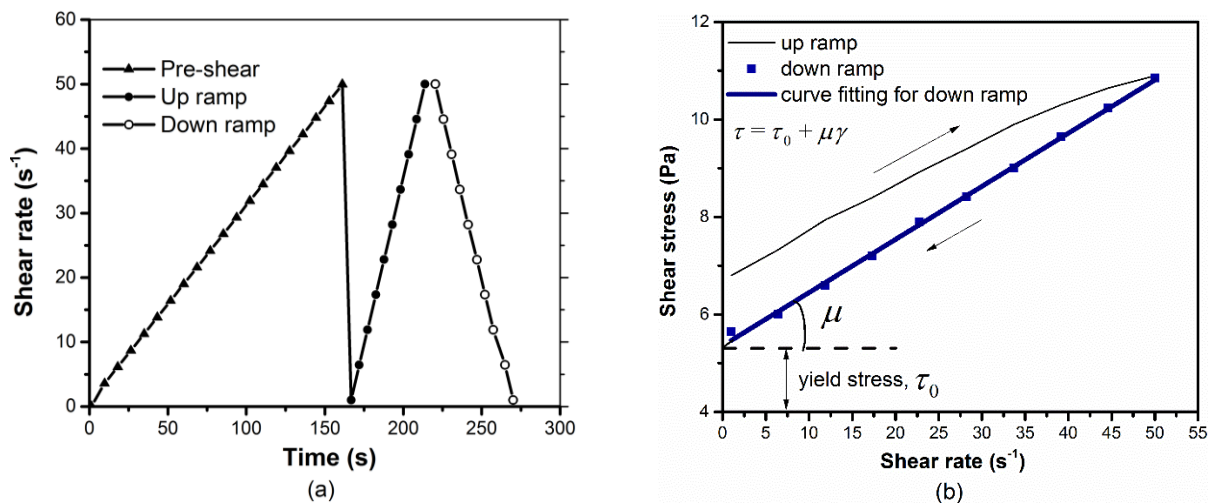 60
50
40
30
20
10
0
Shear rate (s⁻¹)
Pre-shear
Up ramp
Down ramp
0 50 100 150 200 250 300
Time (s)
(a)
12
10
8
6
4
Shear stress (Pa)
up ramp
down ramp
curve fitting for down ramp
τ = τ₀ + μγ
μ
yield stress, τ₀
0 5 10 15 20 25 30 35 40 45 50 55
Shear rate (s⁻¹)
(b)